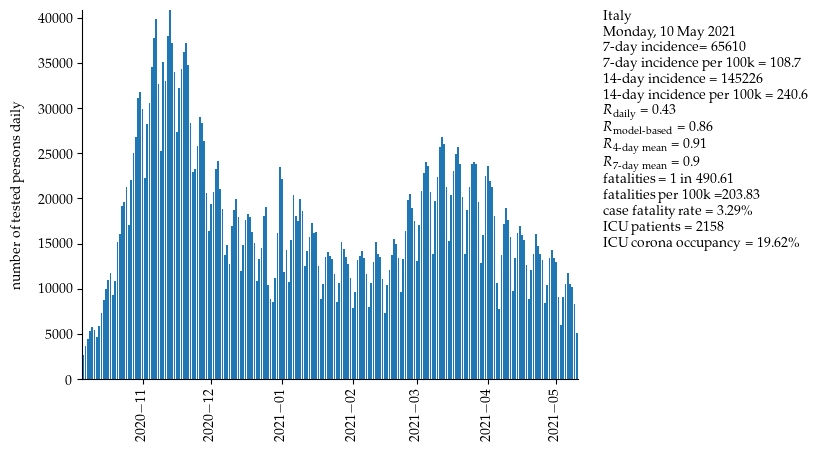 40000
35000
30000
25000
20000
15000
10000
5000
0
number of tested persons daily
2020−11
2020−12
2021−01
2021−02
2021−03
2021−04
2021−05
Italy
Monday, 10 May 2021
7-day incidence= 65610
7-day incidence per 100k = 108.7
14-day incidence = 145226
14-day incidence per 100k = 240.6
R daily = 0.43
R model-based = 0.86
R 4-day mean = 0.91
R 7-day mean = 0.9
fatalities = 1 in 490.61
fatalities per 100k =203.83
case fatality rate = 3.29%
ICU patients = 2158
ICU corona occupancy = 19.62%